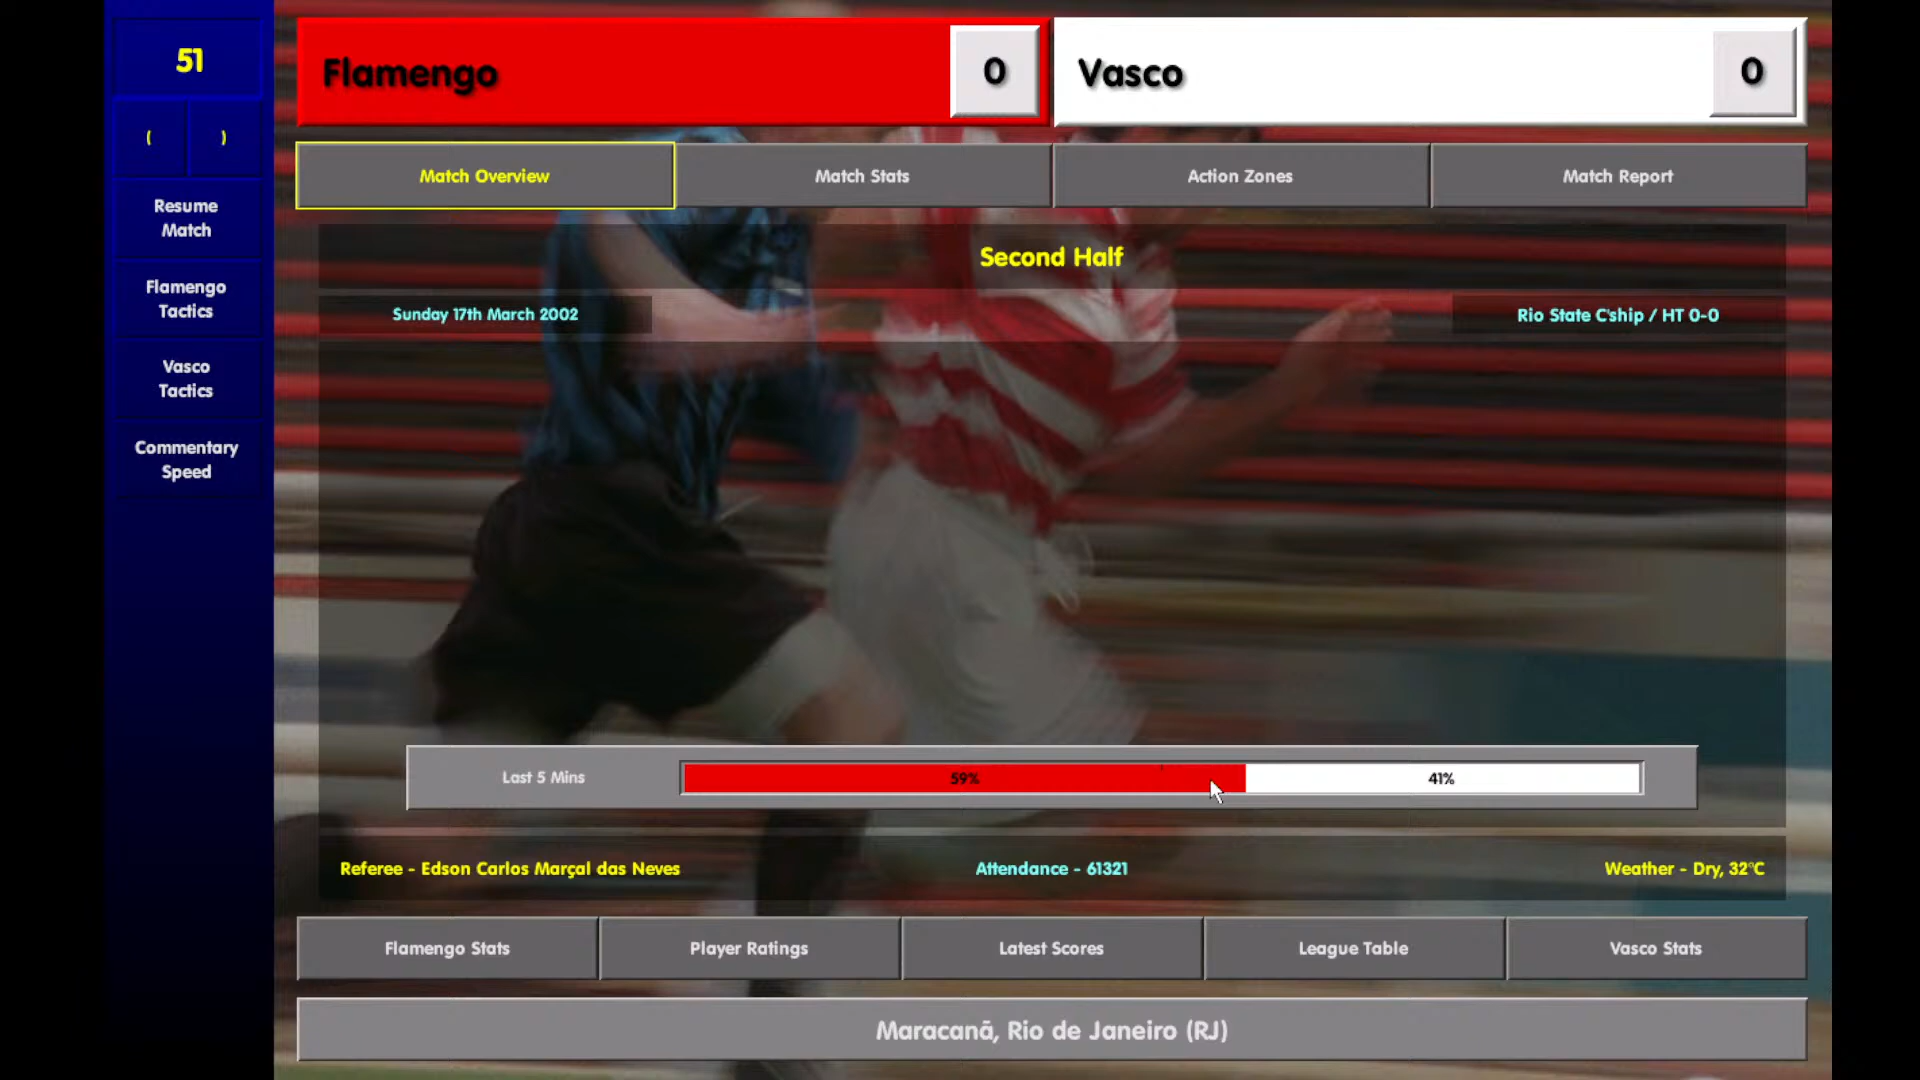 51
Flamengo 0 Vasco 0
( )
Match Overview Match Stats Action Zones Match Report
Resume
Match
Second Half
Flamengo
Tactics
Sunday 17th March 2002 Rio State C'ship / HT 0-0
Vasco
Tactics
Commentary
Speed
Last 5 Mins 59% 41%
Referee - Edson Carlos Marçal das Neves Attendance - 61321 Weather - Dry, 32°C
Flamengo Stats Player Ratings Latest Scores League Table Vasco Stats
Maracanã, Rio de Janeiro (RJ)